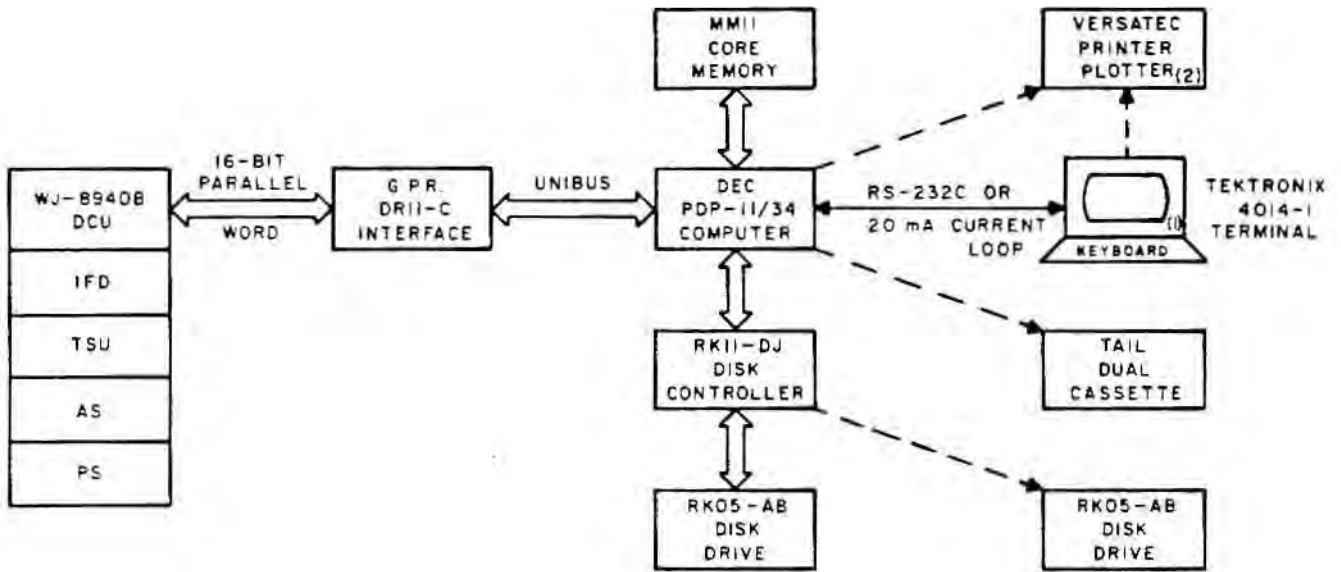 MM11
CORE
MEMORY
VERSATEC
PRINTER
PLOTTER(2)
WJ-8940B
DCU
IFD
TSU
AS
PS
16-BIT
PARALLEL
WORD
G.P.R.
DR11-C
INTERFACE
UNIBUS
DEC
PDP-11/34
COMPUTER
RS-232C OR
20 mA CURRENT
LOOP
(1)
KEYBOARD
TEKTRONIX
4014-1
TERMINAL
RK11-DJ
DISK
CONTROLLER
TAIL
DUAL
CASSETTE
RK05-AB
DISK
DRIVE
RK05-AB
DISK
DRIVE